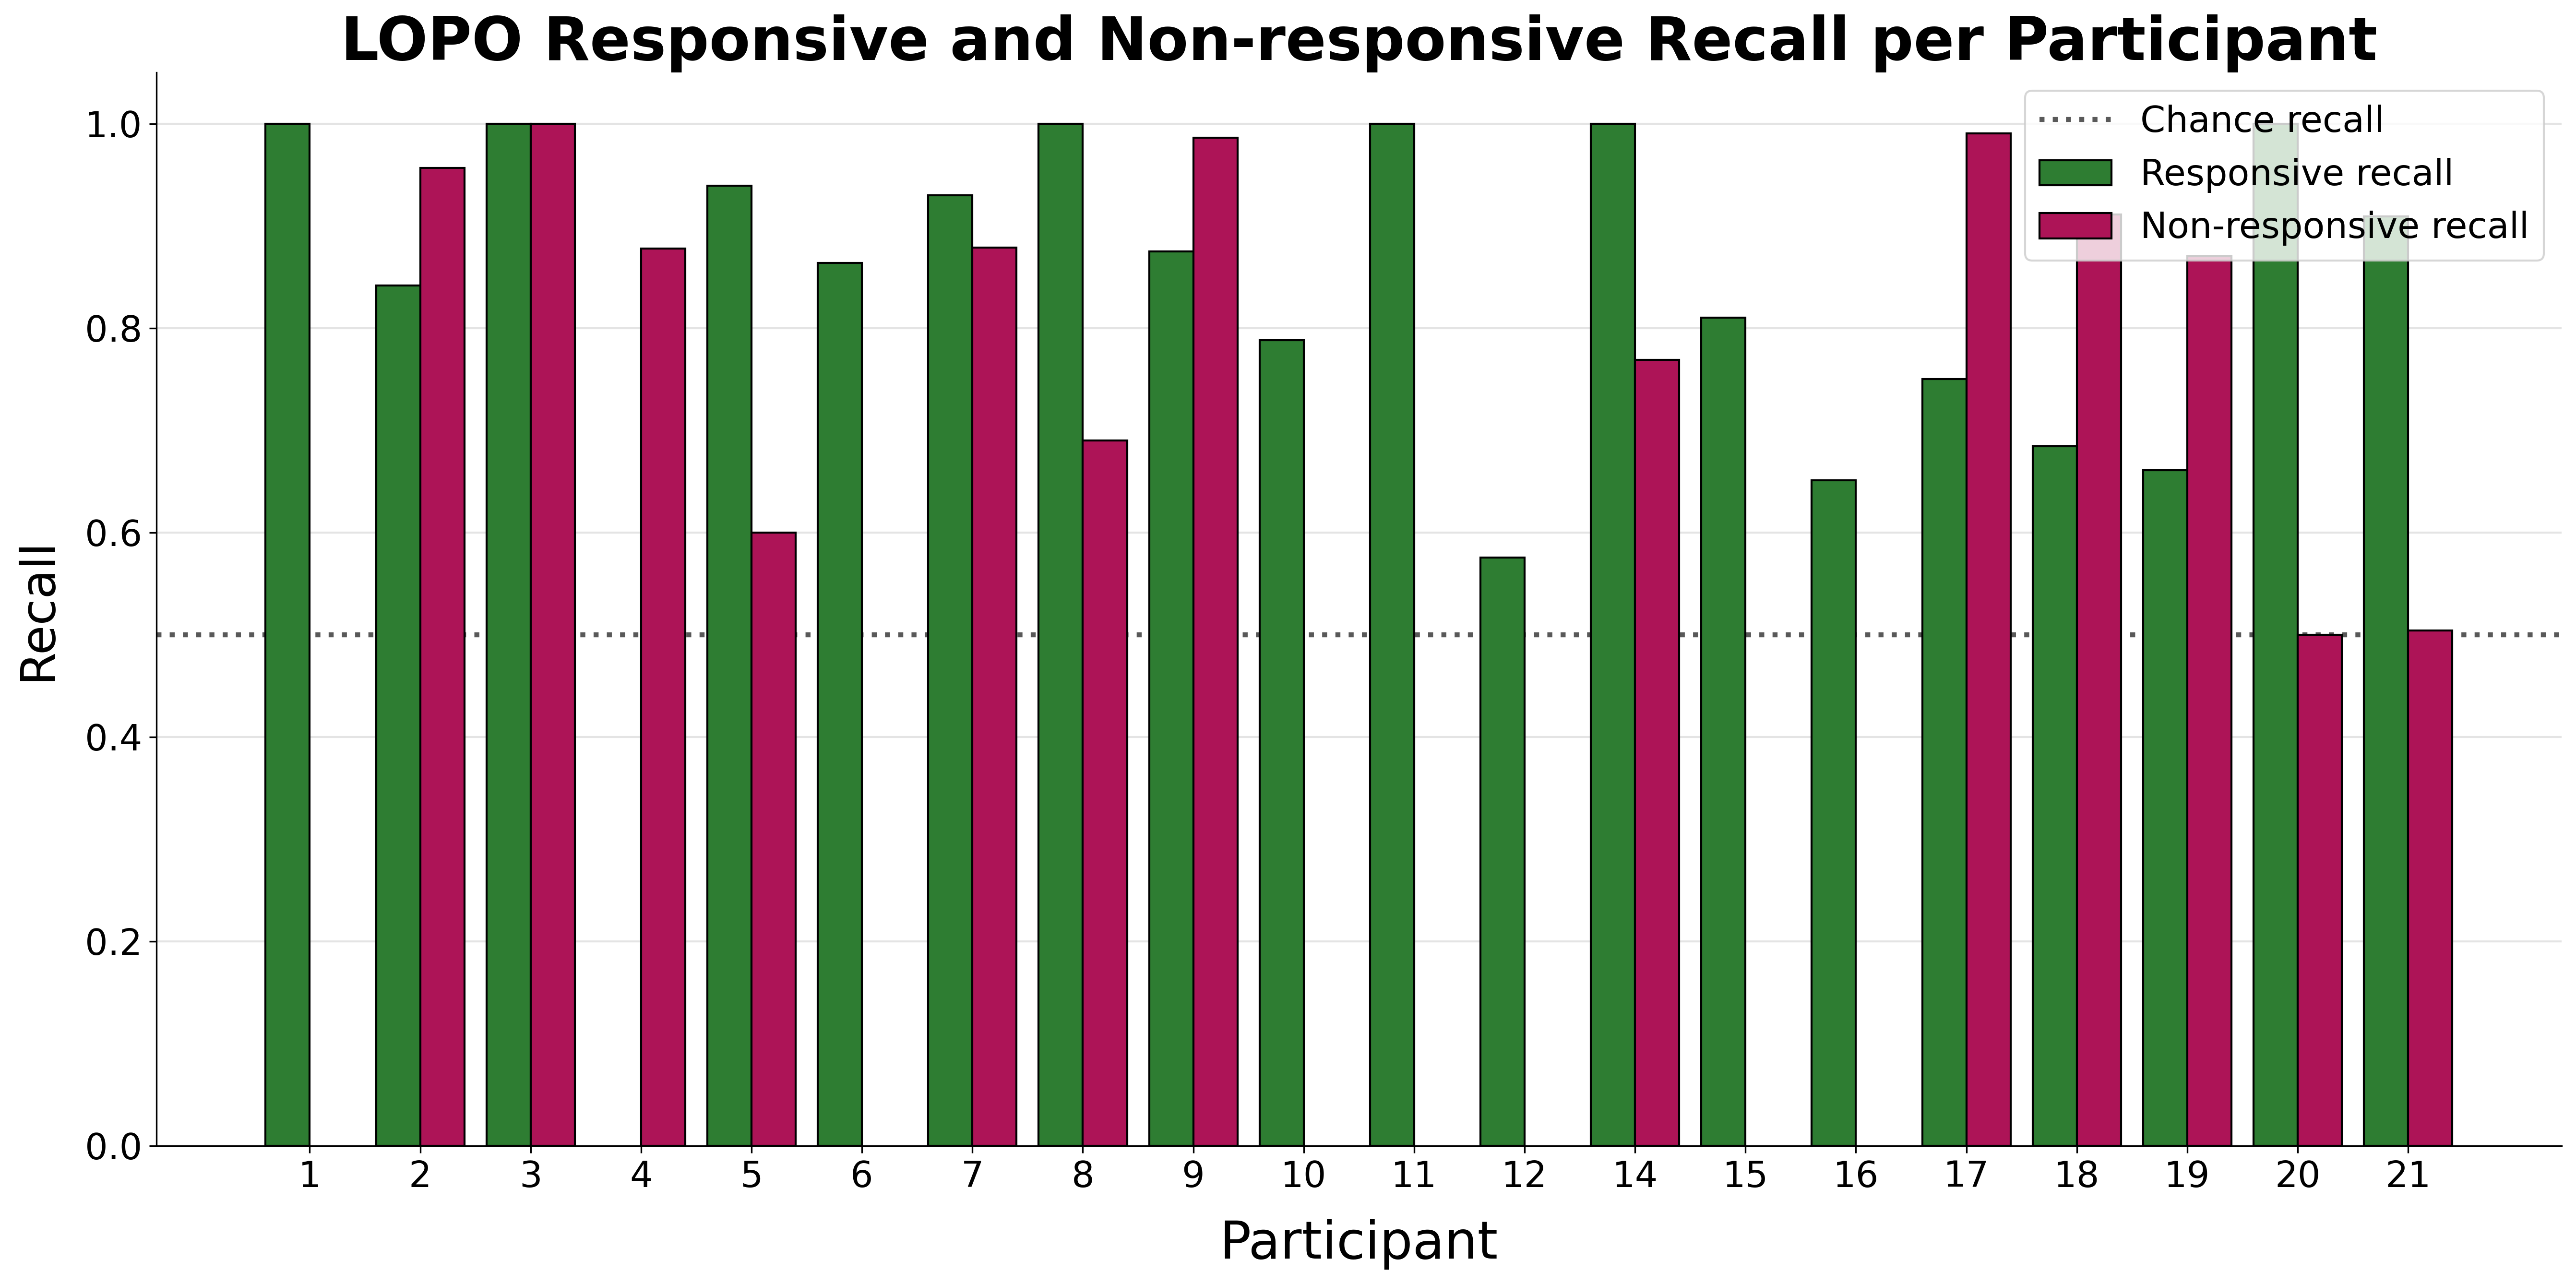 LOPO Responsive and Non-responsive Recall per Participant
Chance recall
Responsive recall
Non-responsive recall
Recall
1.0
0.8
0.6
0.4
0.2
0.0
1 2 3 4 5 6 7 8 9 10 11 12 14 15 16 17 18 19 20 21
Participant